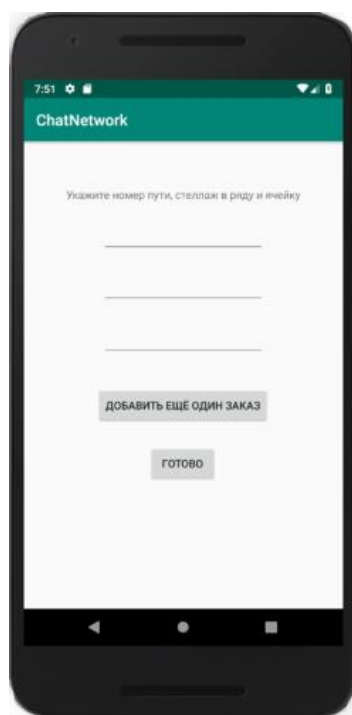 7:51
ChatNetwork
Укажите номер пути, стеллаж в ряду и ячейку
ДОБАВИТЬ ЕЩЁ ОДИН ЗАКАЗ
ГОТОВО